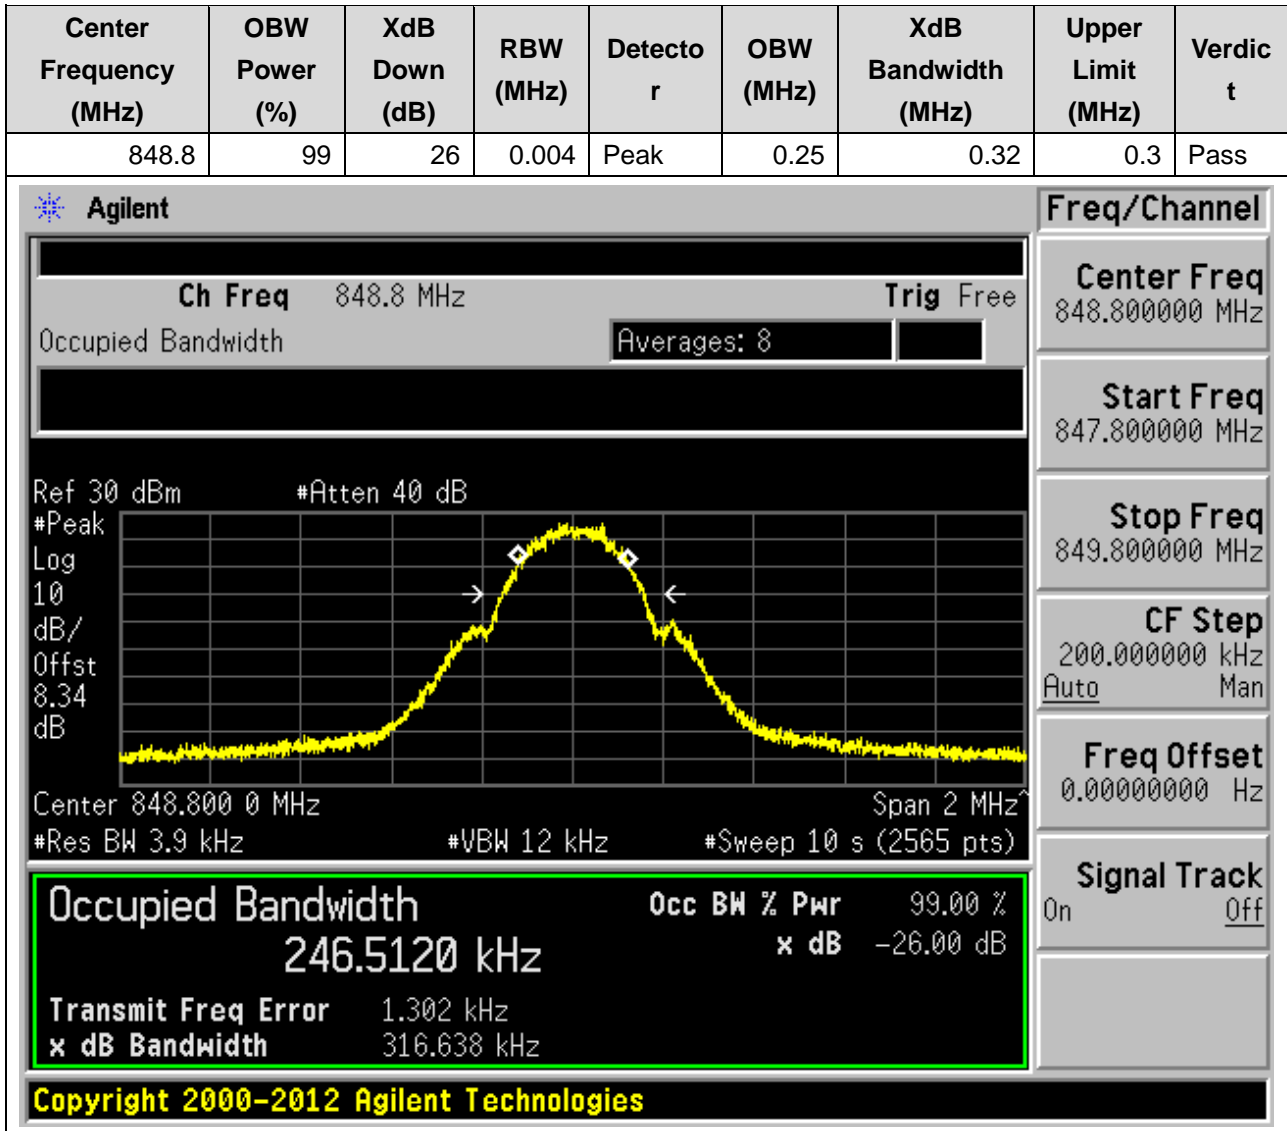 Center Frequency (MHz) OBW Power (%) XdB Down (dB) RBW (MHz) Detecto r OBW (MHz) XdB Bandwidth (MHz) Upper Limit (MHz) Verdic t
848.8 99 26 0.004 Peak 0.25 0.32 0.3 Pass
Agilent
Freq/Channel
Ch Freq 848.8 MHz Trig Free
Occupied Bandwidth Averages: 8
Ref 30 dBm #Atten 40 dB
#Peak
Log
10
dB/
Offst
8.34
dB
Center 848.800 0 MHz Span 2 MHz^
#Res BW 3.9 kHz #VBW 12 kHz #Sweep 10 s (2565 pts)
Occupied Bandwidth Occ BW % Pwr 99.00 %
246.5120 kHz x dB -26.00 dB
Transmit Freq Error 1.302 kHz
x dB Bandwidth 316.638 kHz
Center Freq
848.800000 MHz
Start Freq
847.800000 MHz
Stop Freq
849.800000 MHz
CF Step
200.000000 kHz
Auto Man
Freq Offset
0.00000000 Hz
Signal Track
On Off
Copyright 2000-2012 Agilent Technologies